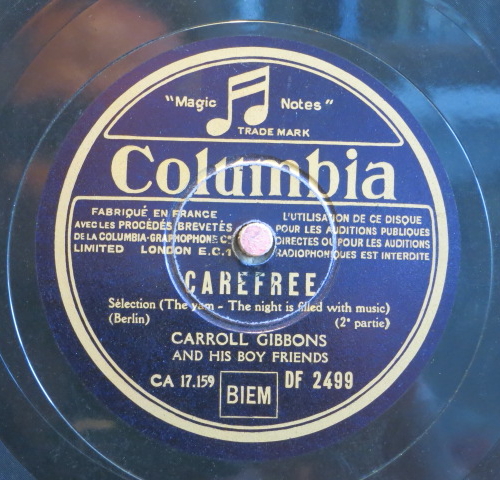 "Magic Notes"
TRADE MARK
Columbia
FABRIQUÉ EN FRANCE
AVEC LES PROCÉDÉS BREVETÉS
DE LA COLUMBIA-GRAPHOPHONE Cº
LIMITED LONDON E.C.1
L'UTILISATION DE CE DISQUE
POUR LES AUDITIONS PUBLIQUES
DIRECTES OU POUR LES AUDITIONS
RADIOPHONIQUES EST INTERDITE
CAREFREE
Sélection (The yam - The night is filled with music)
(Berlin) (2e partie)
CARROLL GIBBONS
AND HIS BOY FRIENDS
CA 17.159 BIEM DF 2499